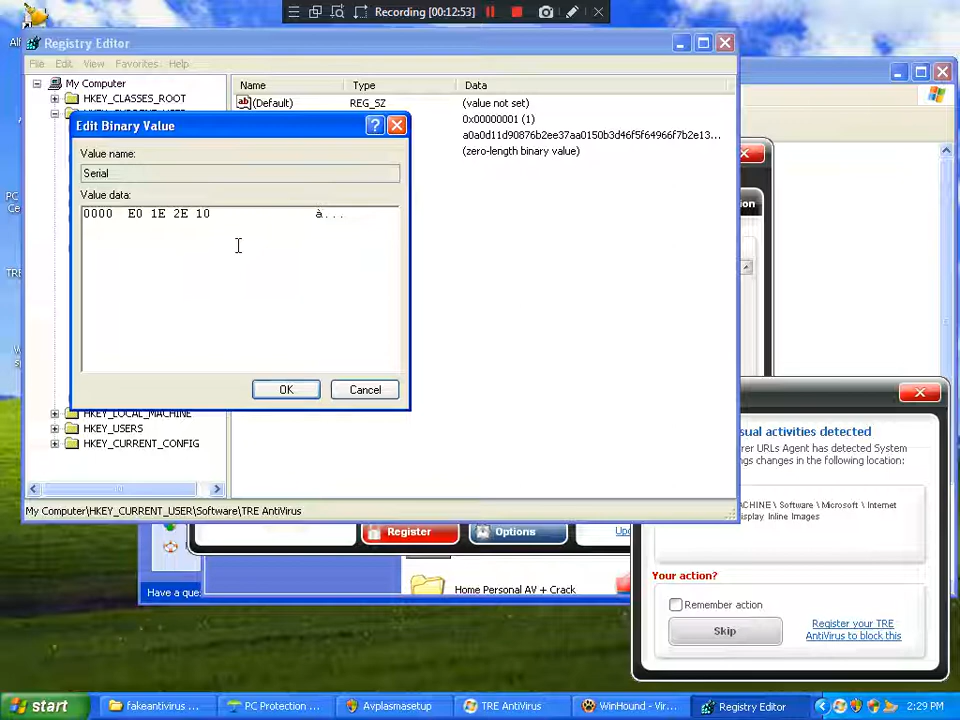 Recording [00:12:53]
Registry Editor
File Edit View Favorites Help
My Computer
HKEY_CLASSES_ROOT
Name Type Data
(Default) REG_SZ (value not set)
0x00000001 (1)
a0a0d11d90876b2ee37aa0150b3d46f5f64966f7b2e13...
(zero-length binary value)
Edit Binary Value
Value name:
Serial
Value data:
0000 E0 1E 2E 10 à...
OK Cancel
HKEY_LOCAL_MACHINE
HKEY_USERS
HKEY_CURRENT_CONFIG
My Computer\HKEY_CURRENT_USER\Software\TRE AntiVirus
sual activities detected
rer URLs Agent has detected System
ngs changes in the following location:
ACHINE \ Software \ Microsoft \ Internet
isplay Inline Images
Your action?
Remember action
Skip
Register your TRE
AntiVirus to block this
Register Options
Home Personal AV + Crack
Have a que
start fakeantivirus ... PC Protection ... Avplasmasetup TRE AntiVirus WinHound - Vir... Registry Editor 2:29 PM